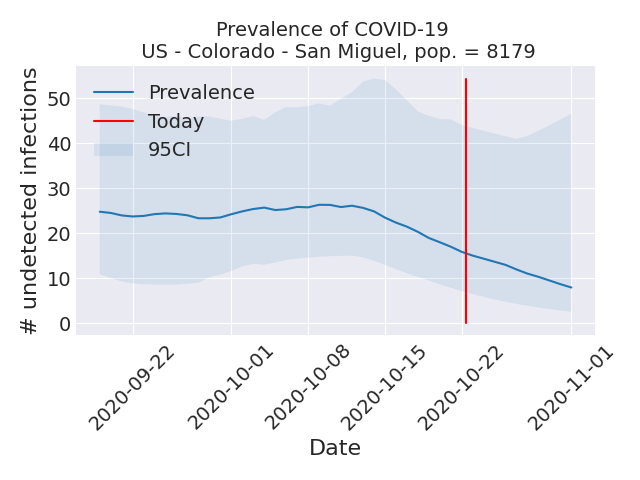 Prevalence of COVID-19
US - Colorado - San Miguel, pop. = 8179
# undetected infections
50
40
30
20
10
0
Prevalence
Today
95CI
2020-09-22
2020-10-01
2020-10-08
2020-10-15
2020-10-22
2020-11-01
Date